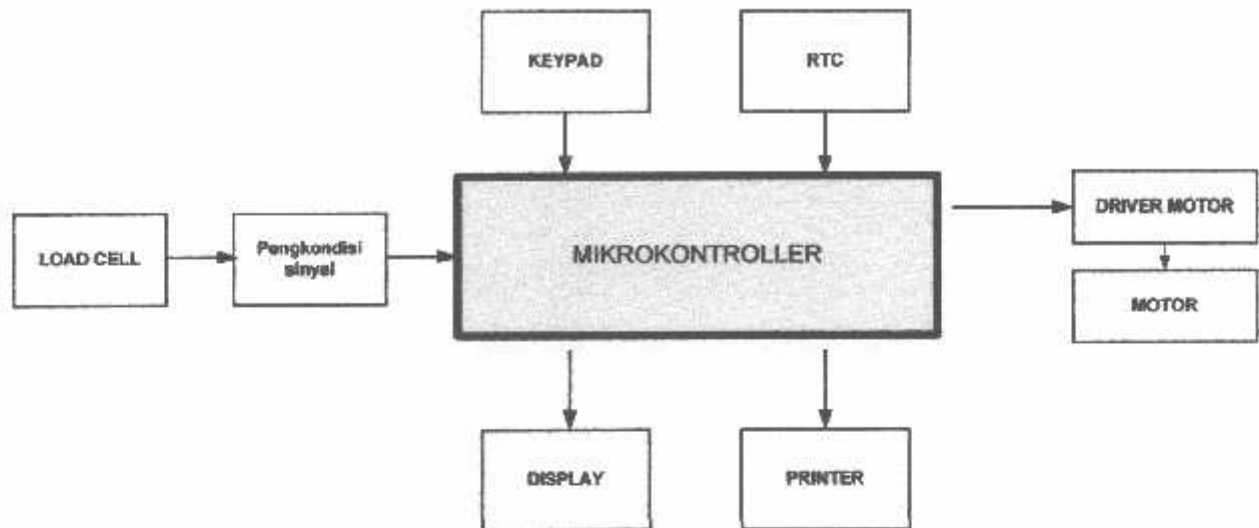 KEYPAD
RTC
LOAD CELL
Pengkondisi
sinyal
MIKROKONTROLLER
DRIVER MOTOR
MOTOR
DISPLAY
PRINTER